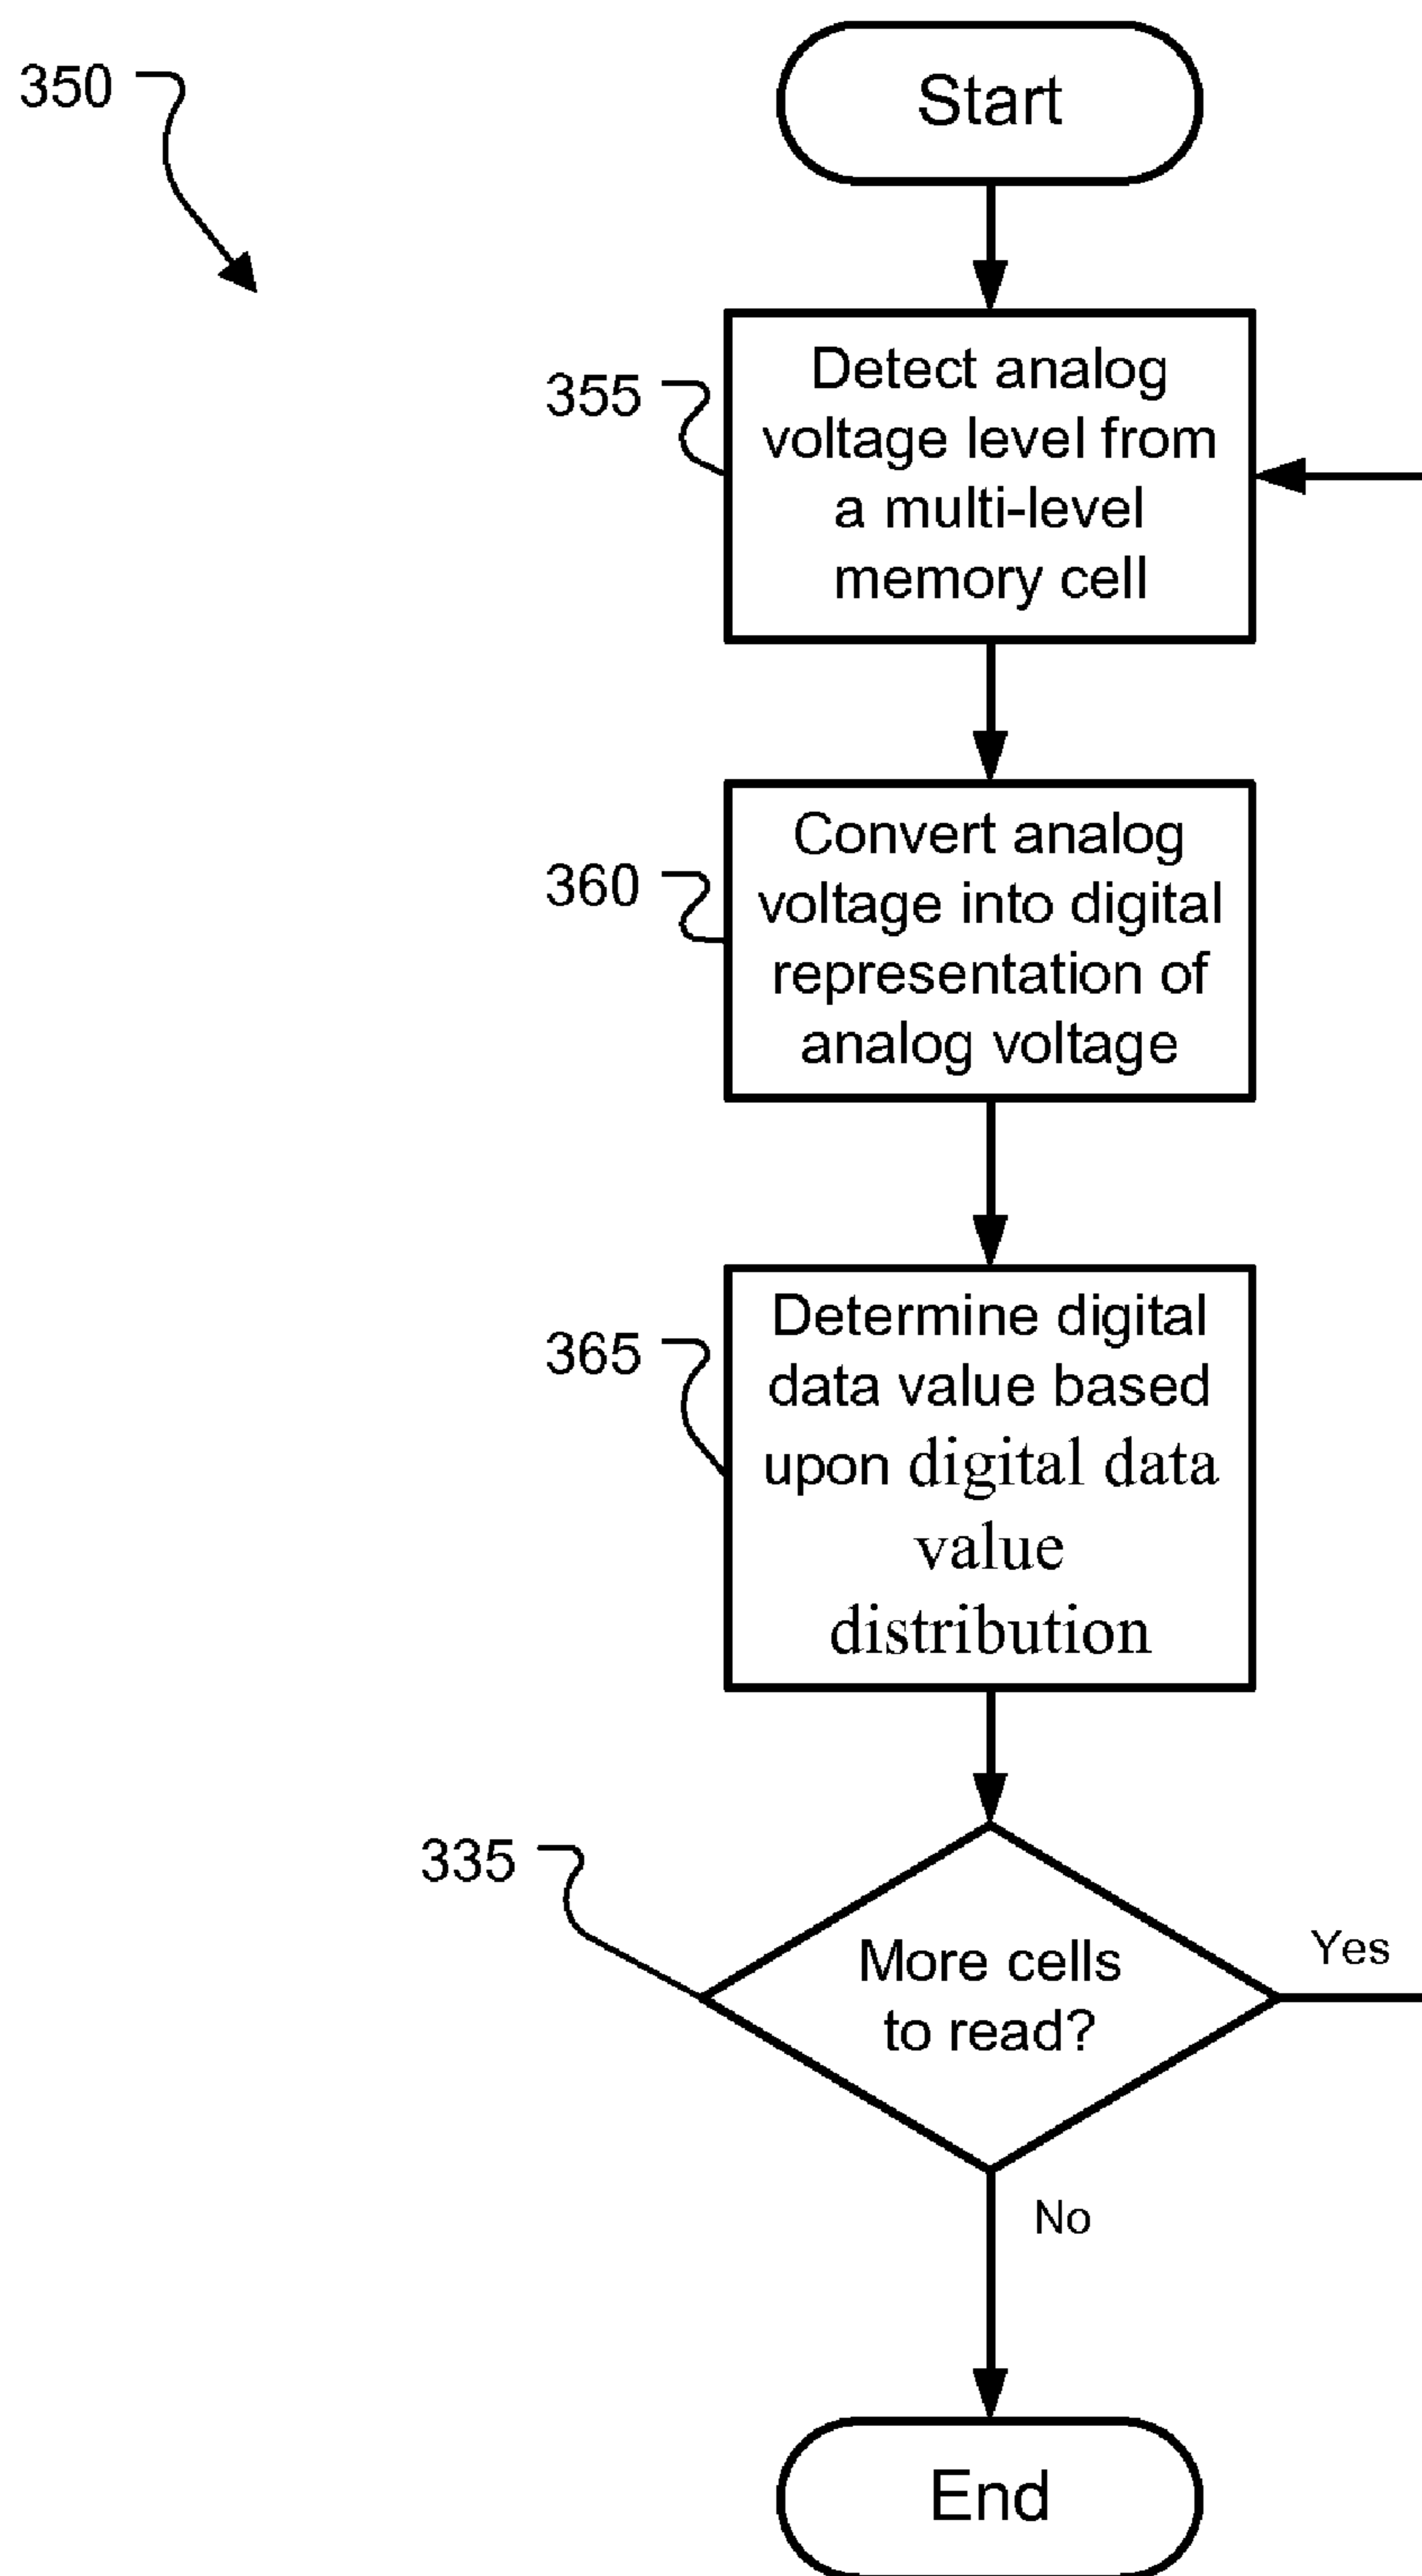 350
Start
355
Detect analog
voltage level from
a multi-level
memory cell
360
Convert analog
voltage into digital
representation of
analog voltage
365
Determine digital
data value based
upon digital data
value
distribution
335
More cells
to read?
Yes
No
End